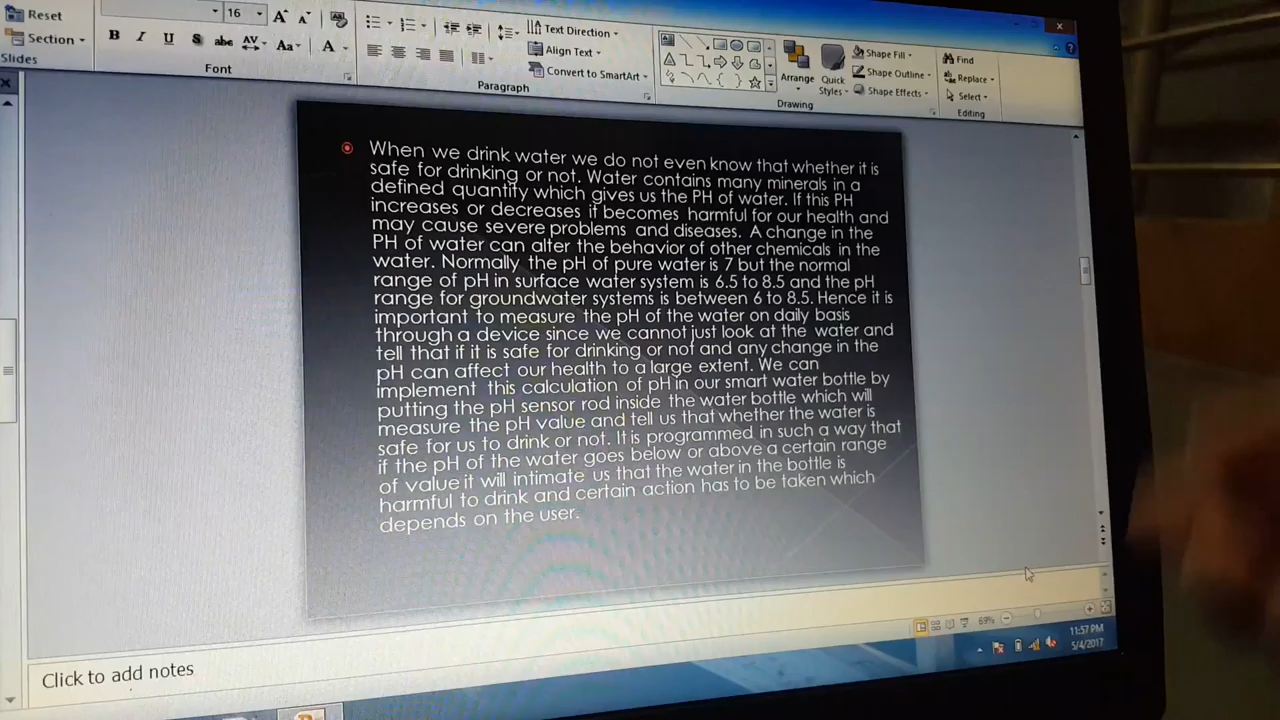 Reset
Section
Slides
16
B I U S abc AV Aa A
Font
Text Direction
Align Text
Convert to SmartArt
Paragraph
Arrange
Quick Styles
Shape Fill
Shape Outline
Shape Effects
Drawing
Find
Replace
Select
Editing
When we drink water we do not even know that whether it is
safe for drinking or not. Water contains many minerals in a
defined quantity which gives us the PH of water. If this PH
increases or decreases it becomes harmful for our health and
may cause severe problems and diseases. A change in the
PH of water can alter the behavior of other chemicals in the
water. Normally the pH of pure water is 7 but the normal
range of pH in surface water system is 6.5 to 8.5 and the pH
range for groundwater systems is between 6 to 8.5. Hence it is
important to measure the pH of the water on daily basis
through a device since we cannot just look at the water and
tell that if it is safe for drinking or not and any change in the
pH can affect our health to a large extent. We can
implement this calculation of pH in our smart water bottle by
putting the pH sensor rod inside the water bottle which will
measure the pH value and tell us that whether the water is
safe for us to drink or not. It is programmed in such a way that
if the pH of the water goes below or above a certain range
of value it will intimate us that the water in the bottle is
harmful to drink and certain action has to be taken which
depends on the user.
Click to add notes
69%
11:57 PM
5/4/2017